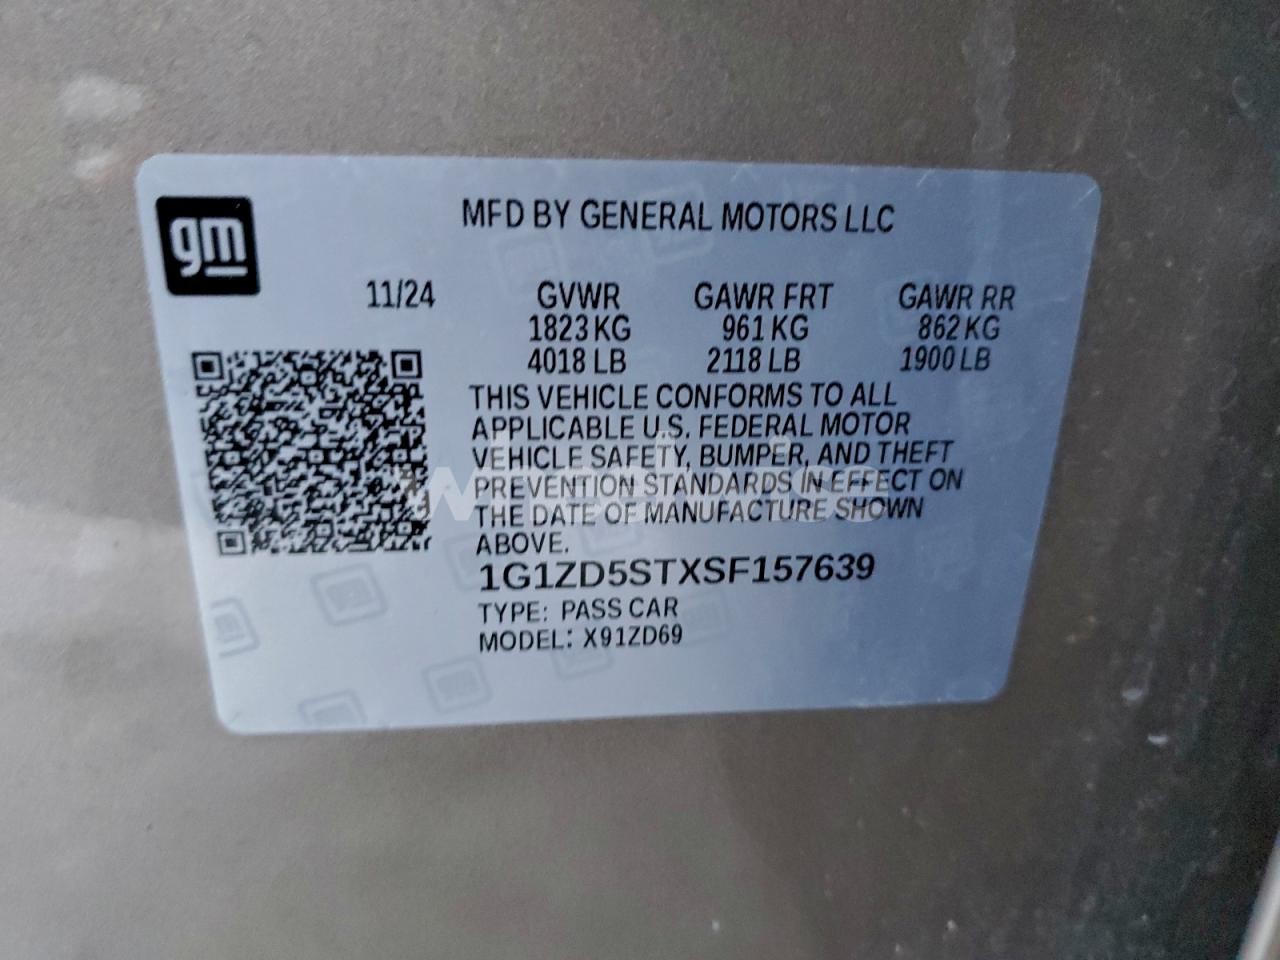 gm
MFD BY GENERAL MOTORS LLC
11/24 GVWR GAWR FRT GAWR RR
1823 KG 961 KG 862 KG
4018 LB 2118 LB 1900 LB
THIS VEHICLE CONFORMS TO ALL
APPLICABLE U.S. FEDERAL MOTOR
VEHICLE SAFETY, BUMPER, AND THEFT
PREVENTION STANDARDS IN EFFECT ON
THE DATE OF MANUFACTURE SHOWN
ABOVE.
1G1ZD5STXSF157639
TYPE: PASS CAR
MODEL: X91ZD69